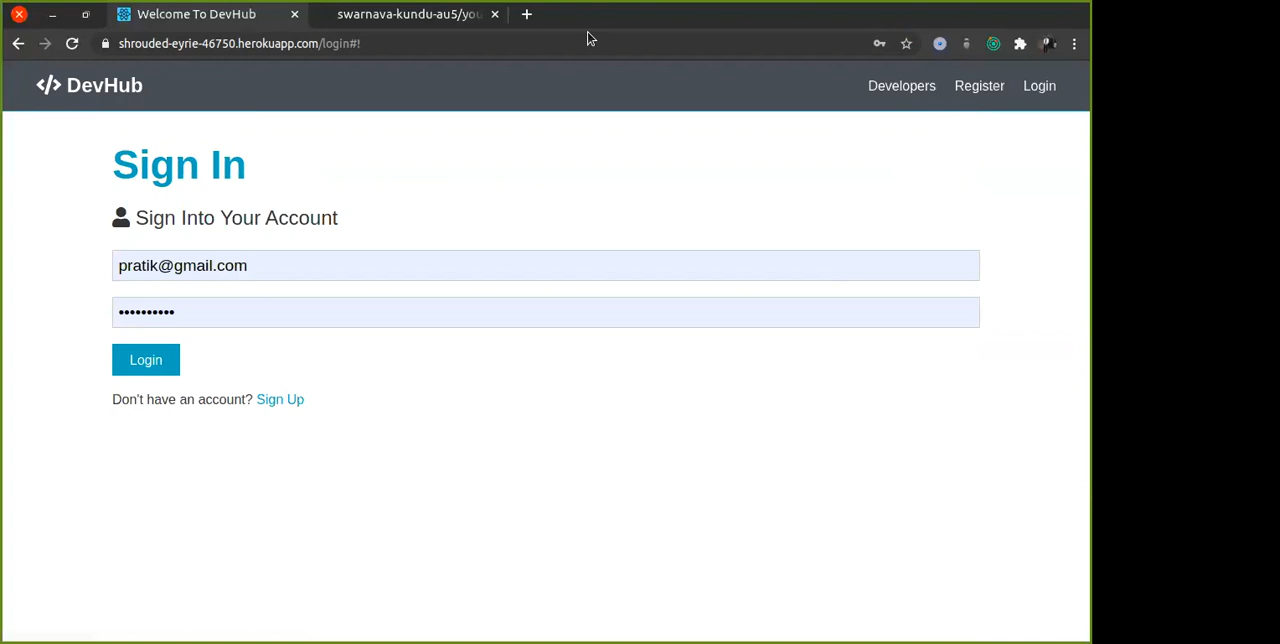 Welcome To DevHub
swarnava-kundu-au5/you
shrouded-eyrie-46750.herokuapp.com/login#!
</> DevHub
Developers
Register
Login
Sign In
Sign Into Your Account
pratik@gmail.com
••••••••••
Login
Don't have an account? Sign Up